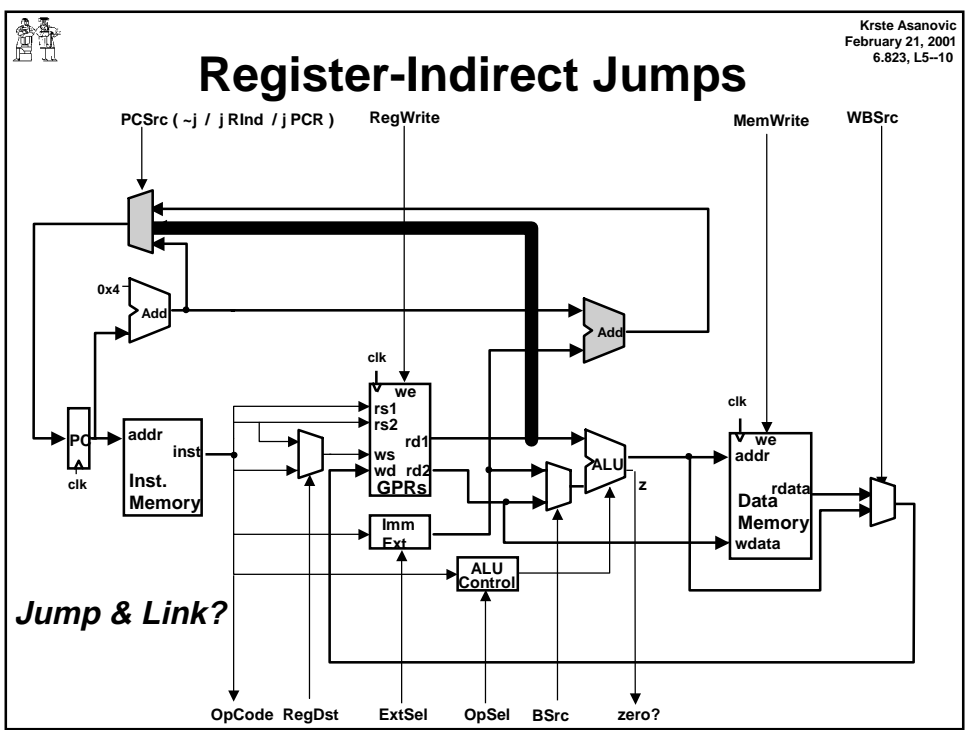 Krste Asanovic
February 21, 2001
6.823, L5--10
Register-Indirect Jumps
PCSrc ( ~j / j RInd / j PCR )
RegWrite
MemWrite
WBSrc
0x4
Add
Add
clk
we
rs1
rs2
rd1
ws
wd rd2
GPRs
clk
we
addr
rdata
Data
Memory
wdata
PC
clk
addr
inst
Inst.
Memory
ALU
z
Imm
Ext
ALU
Control
Jump & Link?
OpCode
RegDst
ExtSel
OpSel
BSrc
zero?